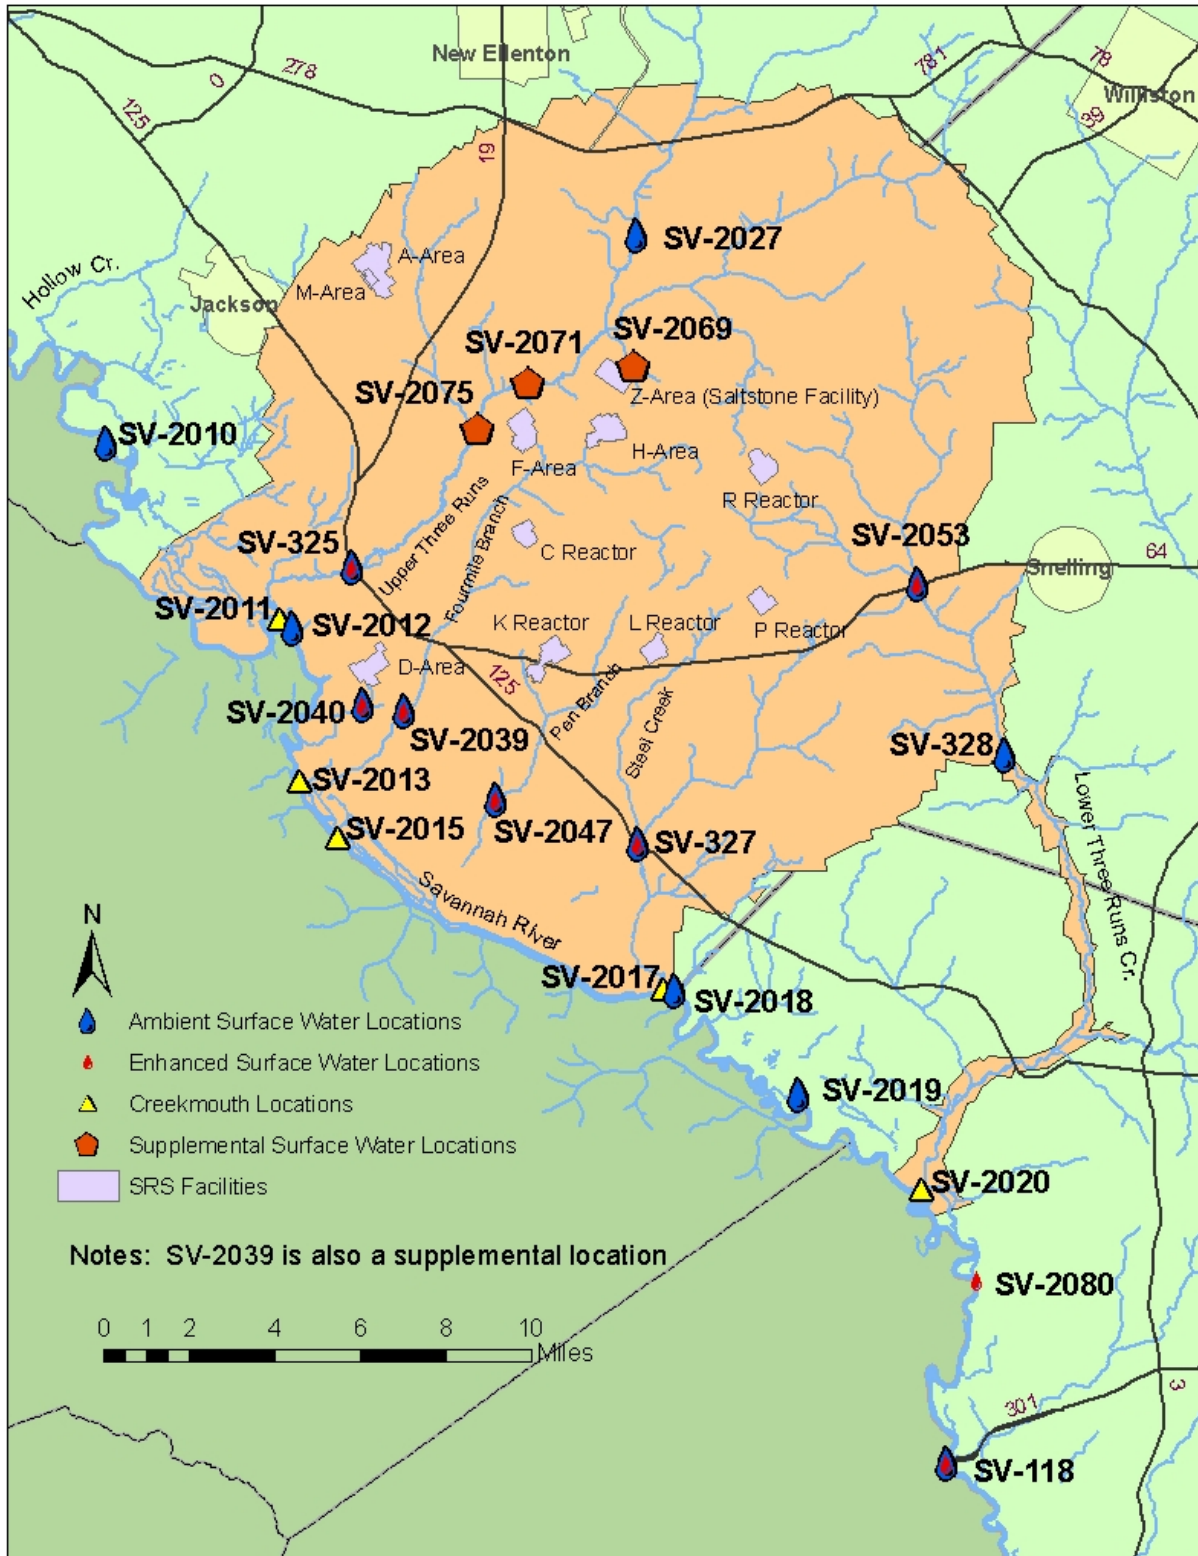 New Ellenton
278
0
125
19
781
78
Williston
39
SV-2027
A-Area
M-Area
Hollow Cr.
Jackson
SV-2069
SV-2071
SV-2075
Z-Area (Saltstone Facility)
SV-2010
H-Area
F-Area
R Reactor
Upper Three Runs
Fourmile Branch
SV-325
C Reactor
SV-2053
64
Snelling
SV-2011
SV-2012
K Reactor
L Reactor
P Reactor
D-Area
125
Pen Branch
Steel Creek
SV-2040
SV-2039
SV-328
SV-2013
Lower Three Runs Cr.
SV-2015
SV-2047
SV-327
Savannah River
N
SV-2017
SV-2018
Ambient Surface Water Locations
Enhanced Surface Water Locations
Creekmouth Locations
Supplemental Surface Water Locations
SRS Facilities
SV-2019
SV-2020
Notes: SV-2039 is also a supplemental location
SV-2080
0 1 2 4 6 8 10
Miles
301
3
SV-118